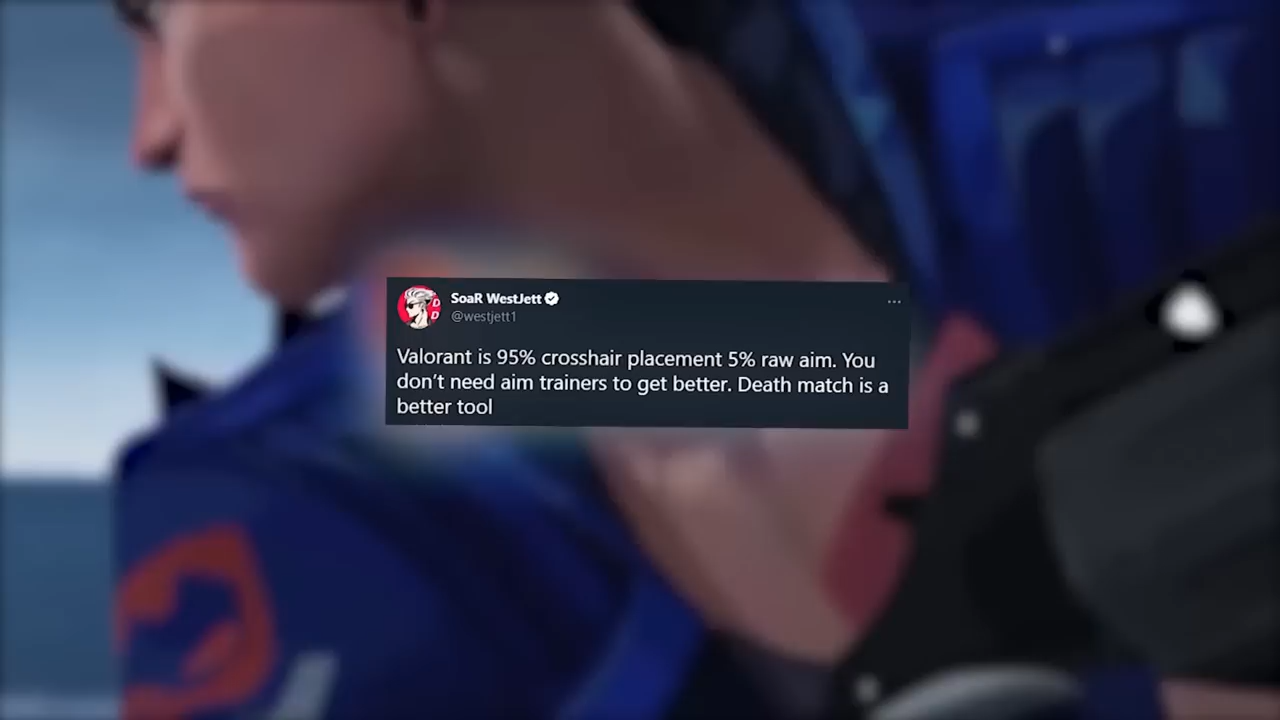 SoaR WestJett
@westjett1
Valorant is 95% crosshair placement 5% raw aim. You
don't need aim trainers to get better. Death match is a
better tool